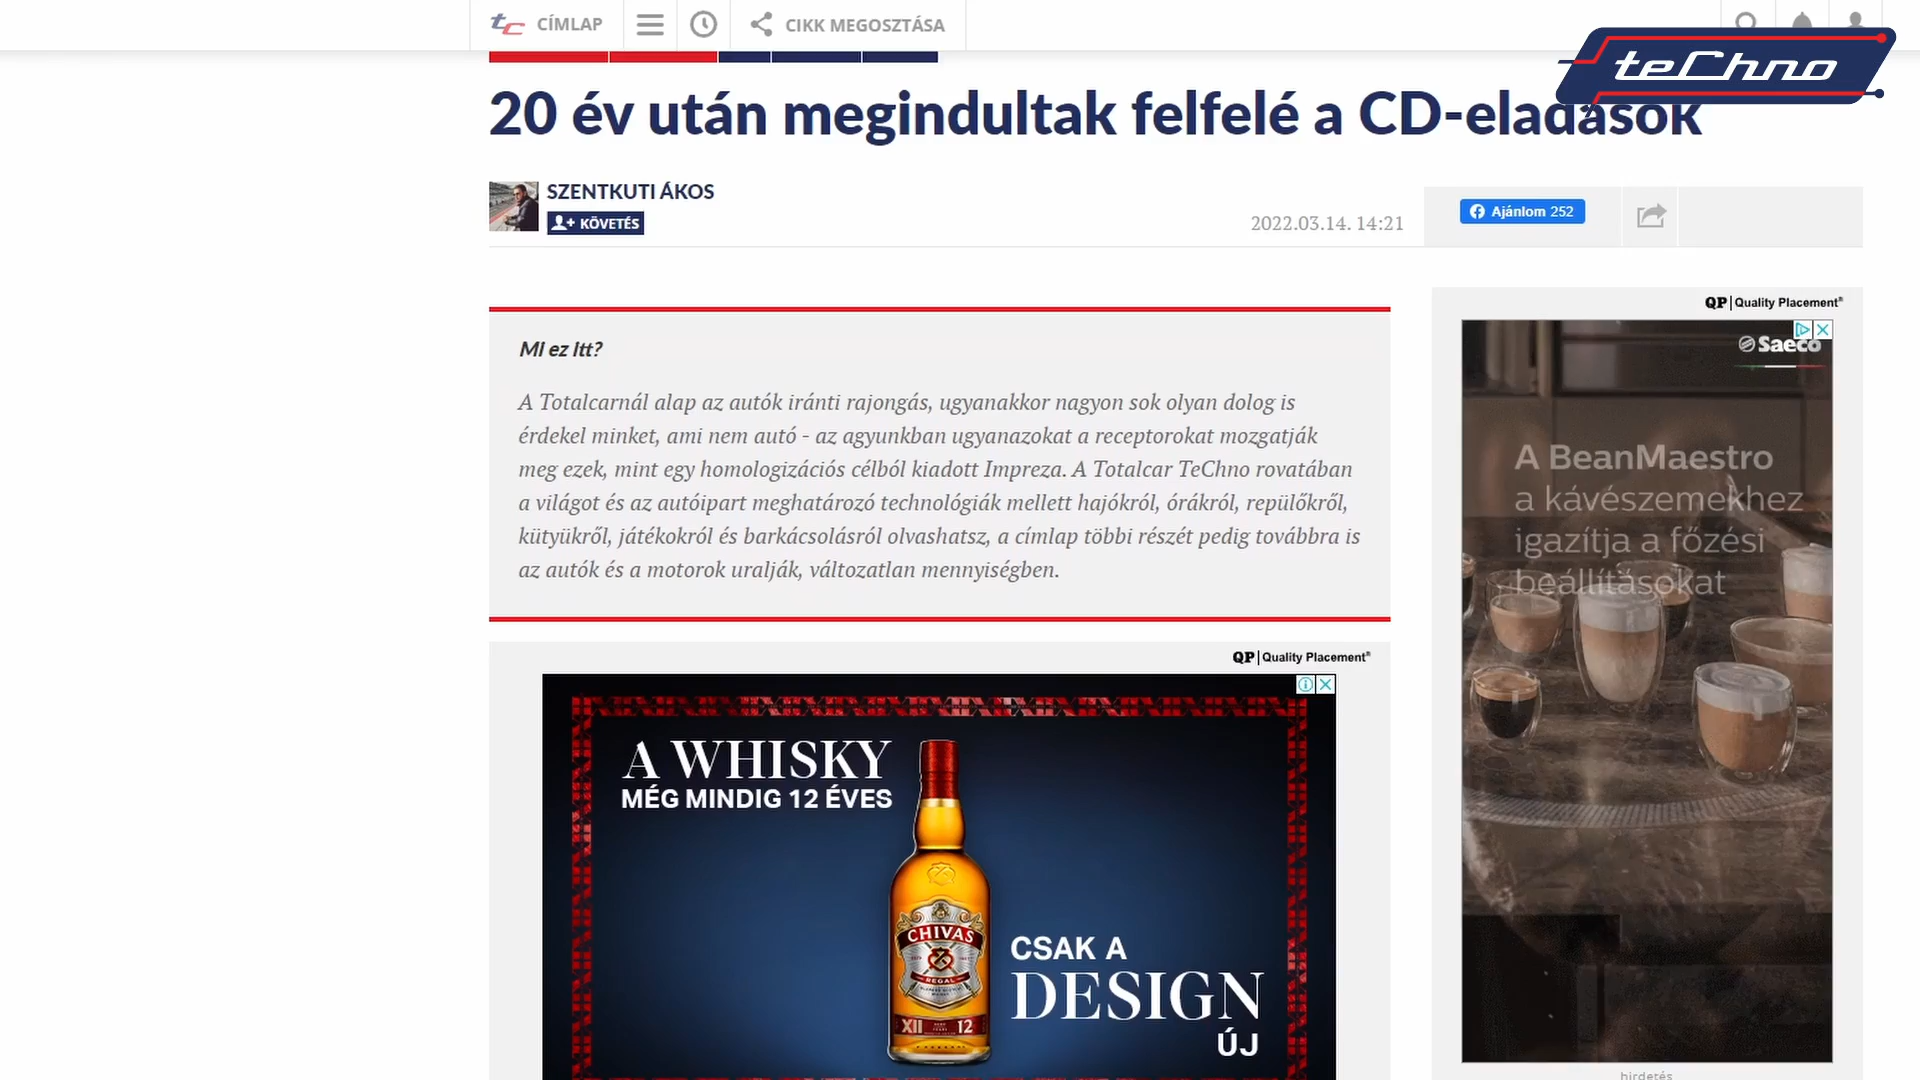 tc CÍMLAP
CIKK MEGOSZTÁSA
teChno
20 év után megindultak felfelé a CD-eladások
SZENTKUTI ÁKOS
KÖVETÉS
2022.03.14. 14:21
Ajánlom 252
Mi ez itt?
A Totalcarnál alap az autók iránti rajongás, ugyanakkor nagyon sok olyan dolog is
érdekel minket, ami nem autó - az agyunkban ugyanazokat a receptorokat mozgatják
meg ezek, mint egy homologizációs célból kiadott Impreza. A Totalcar TeChno rovatában
a világot és az autóipart meghatározó technológiák mellett hajókról, órákról, repülőkről,
kütyükről, játékokról és barkácsolásról olvashatsz, a címlap többi részét pedig továbbra is
az autók és a motorok uralják, változatlan mennyiségben.
QP | Quality Placement®
A WHISKY
MÉG MINDIG 12 ÉVES
CHIVAS
REGAL
XII 12
CSAK A
DESIGN
ÚJ
QP | Quality Placement®
Saeco
A BeanMaestro
a kávészemekhez
igazítja a főzési
beállításokat
hirdetés